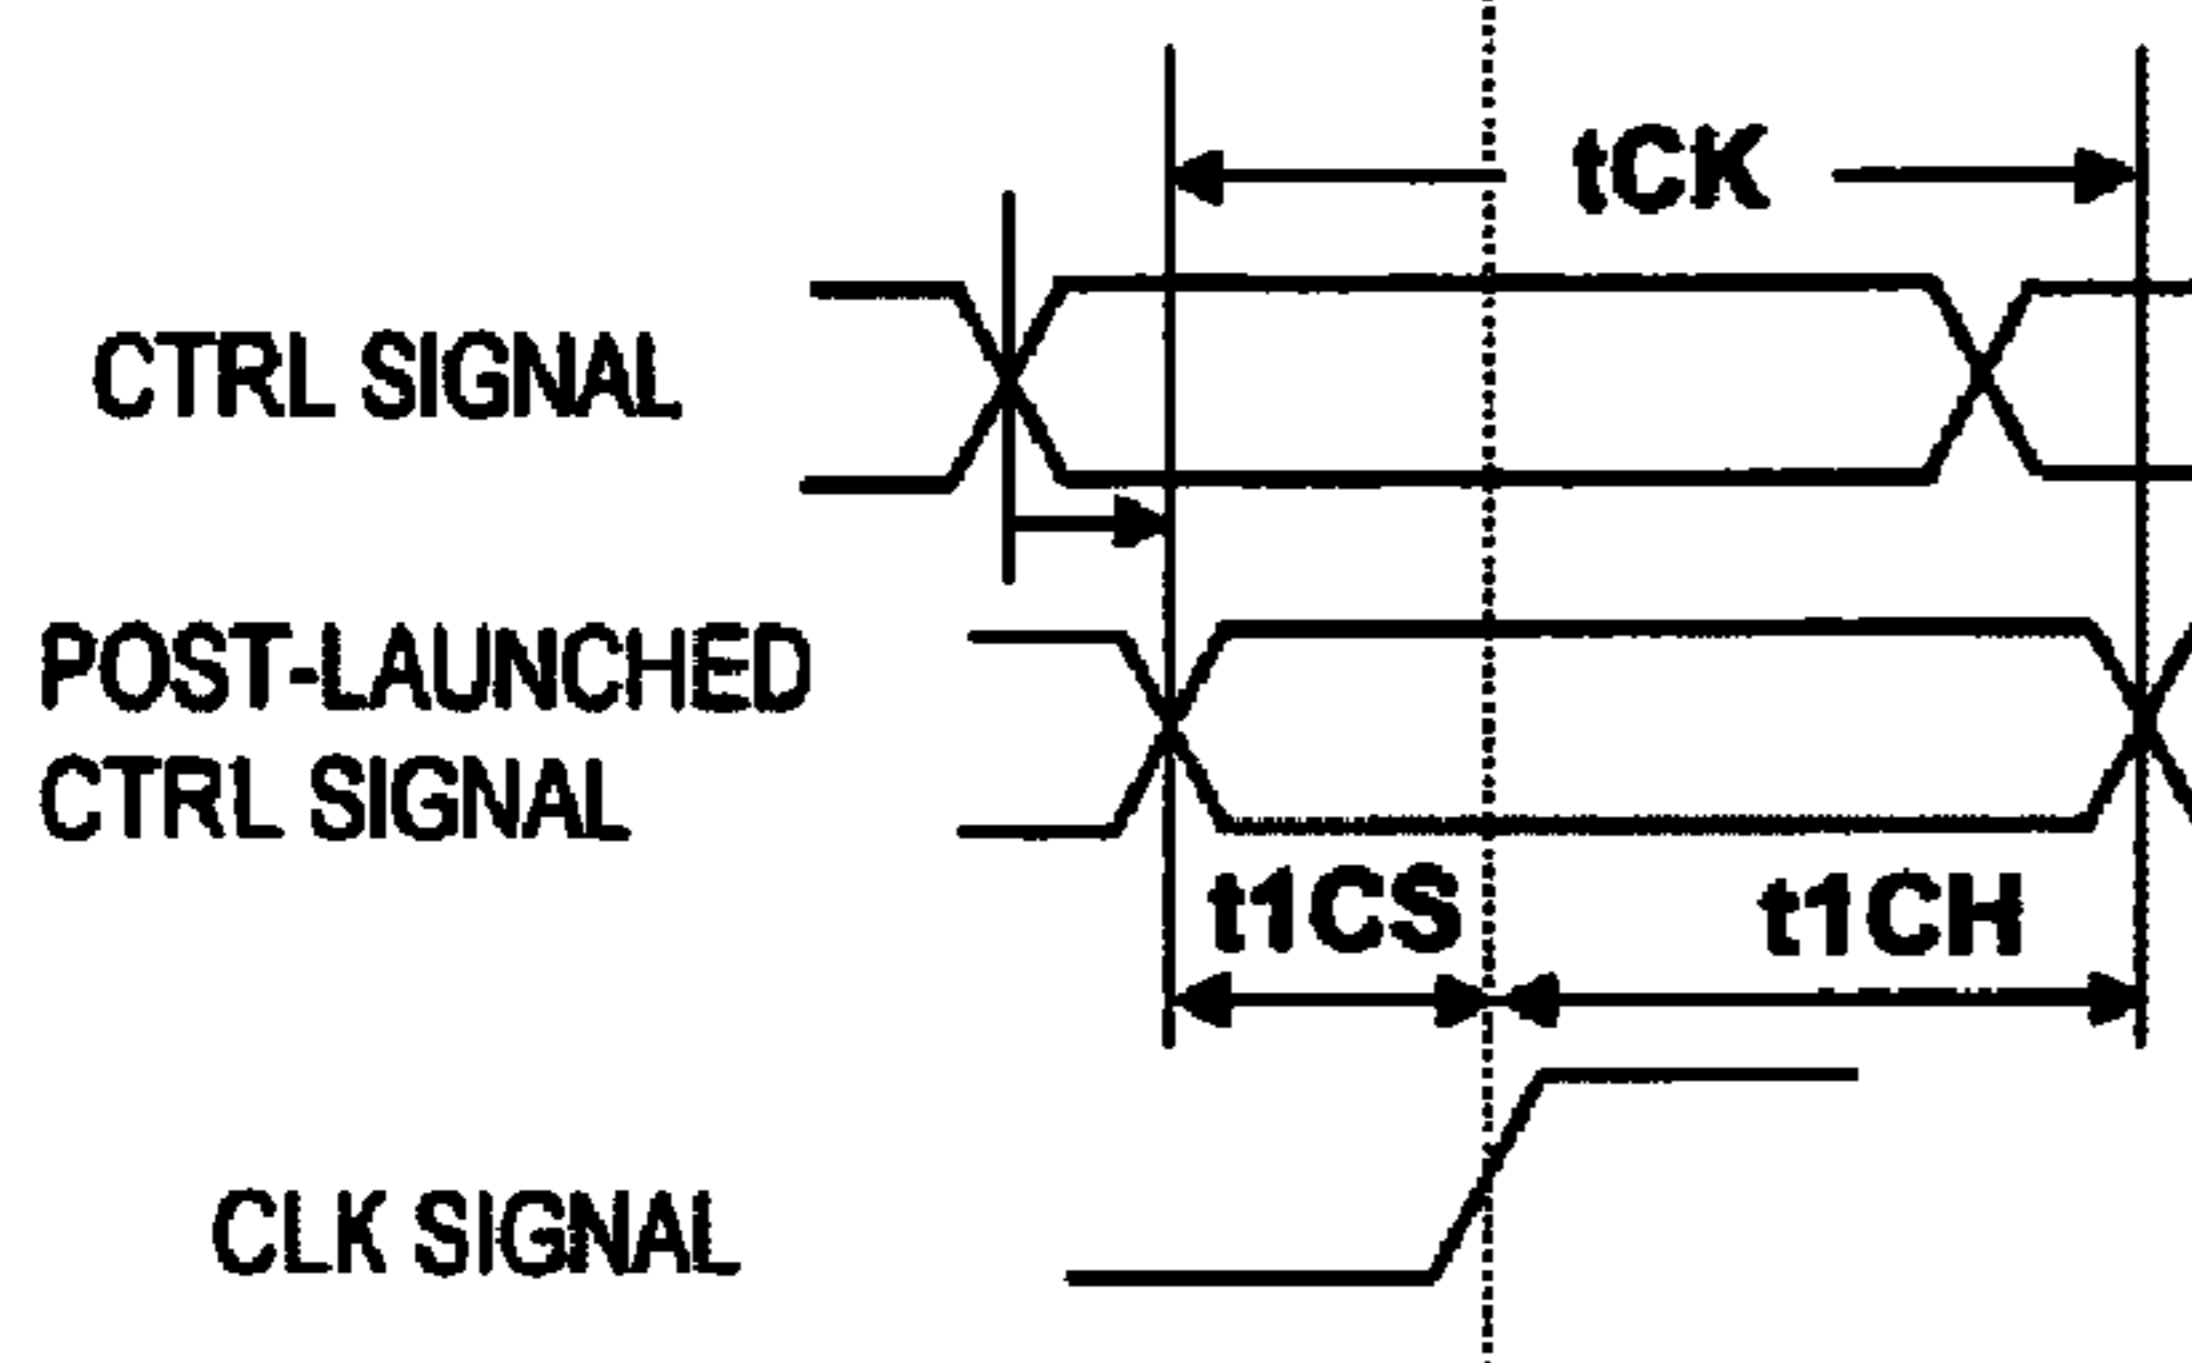 tCK
CTRL SIGNAL
POST-LAUNCHED
CTRL SIGNAL
t1CS
t1CH
CLK SIGNAL